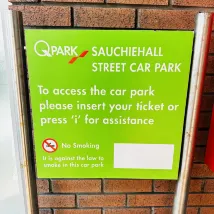 QPARK SAUCHIEHALL
STREET CAR PARK
To access the car park
please insert your ticket or
press 'i' for assistance
No Smoking
It is against the law to
smoke in this car park